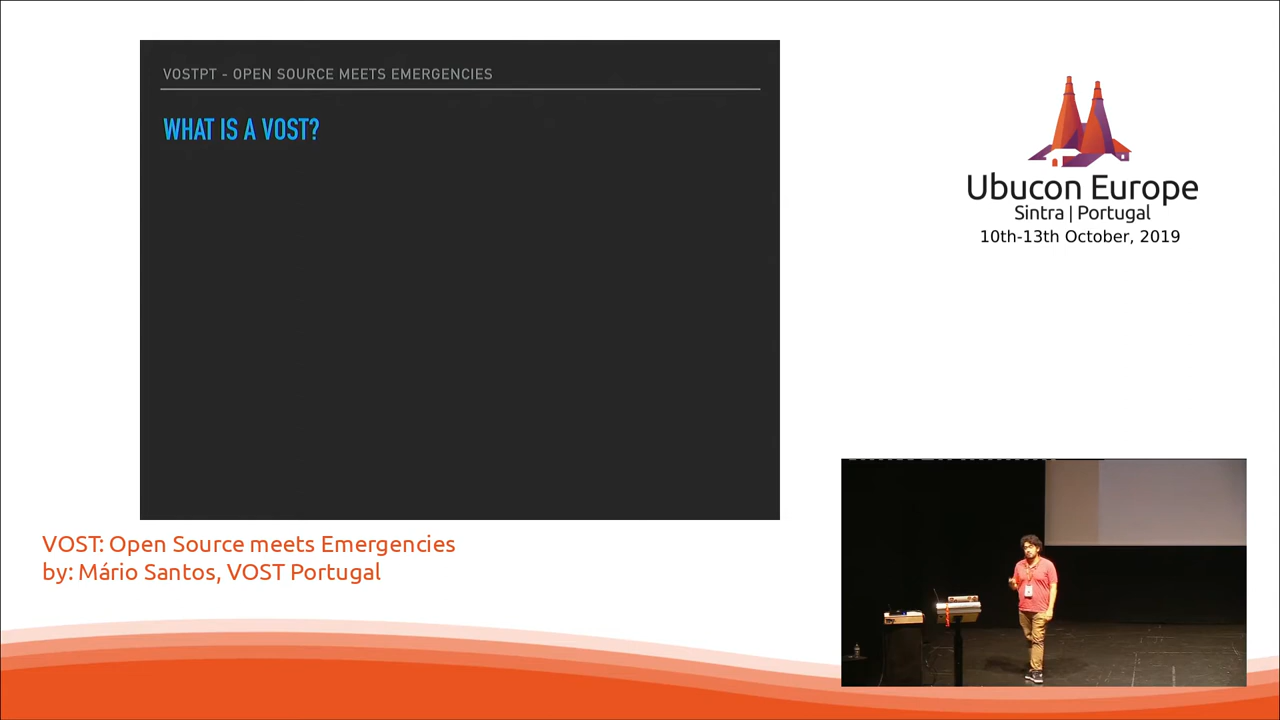 VOSTPT - OPEN SOURCE MEETS EMERGENCIES
WHAT IS A VOST?
Ubucon Europe
Sintra | Portugal
10th-13th October, 2019
VOST: Open Source meets Emergencies
by: Mário Santos, VOST Portugal